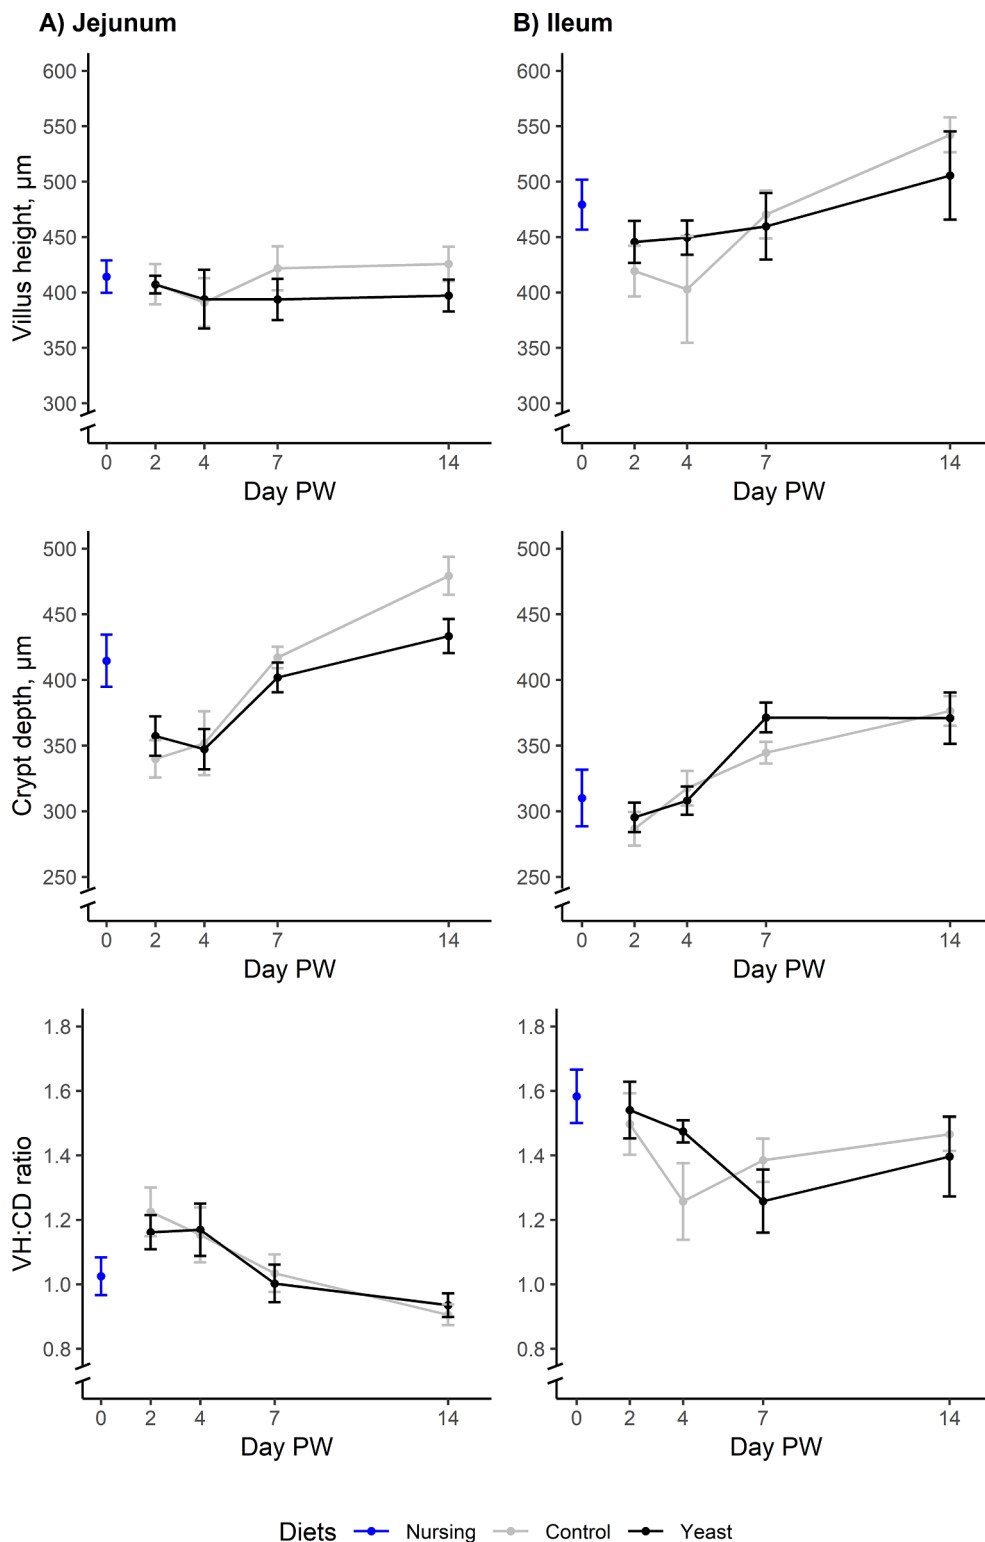 A) Jejunum
B) Ileum
Villus height, µm
600
550
500
450
400
350
300
0 2 4 7 14
Day PW
600
550
500
450
400
350
300
0 2 4 7 14
Day PW
Crypt depth, µm
500
450
400
350
300
250
0 2 4 7 14
Day PW
500
450
400
350
300
250
0 2 4 7 14
Day PW
VH:CD ratio
1.8
1.6
1.4
1.2
1.0
0.8
0 2 4 7 14
Day PW
1.8
1.6
1.4
1.2
1.0
0.8
0 2 4 7 14
Day PW
Diets Nursing Control Yeast